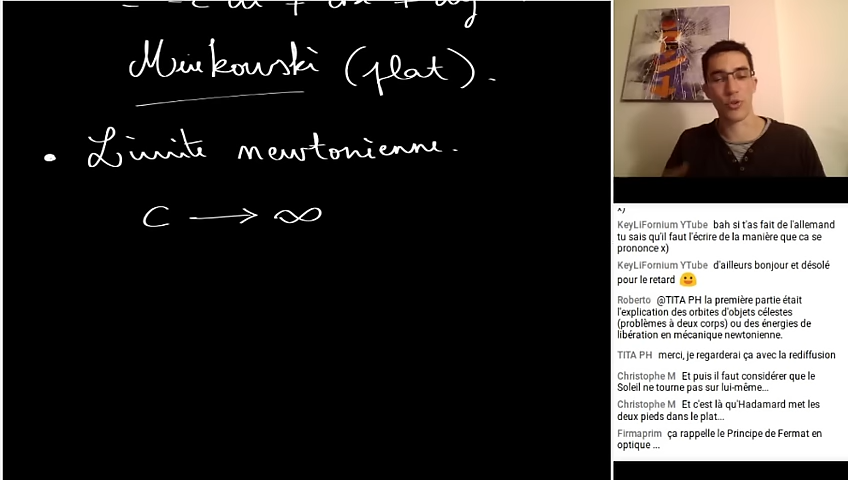 Minkowski (plat).
• Limite newtonienne.
C → ∞
x)
KeyLiFornium YTube bah si t'as fait de l'allemand
tu sais qu'il faut l'écrire de la manière que ca se
prononce x)
KeyLiFornium YTube d'ailleurs bonjour et désolé
pour le retard
Roberto @TITA PH la première partie était
l'explication des orbites d'objets célestes
(problèmes à deux corps) ou des énergies de
libération en mécanique newtonienne.
TITA PH merci, je regarderai ça avec la rediffusion
Christophe M Et puis il faut considérer que le
Soleil ne tourne pas sur lui-même...
Christophe M Et c'est là qu'Hadamard met les
deux pieds dans le plat...
Firmaprim ça rappelle le Principe de Fermat en
optique ...